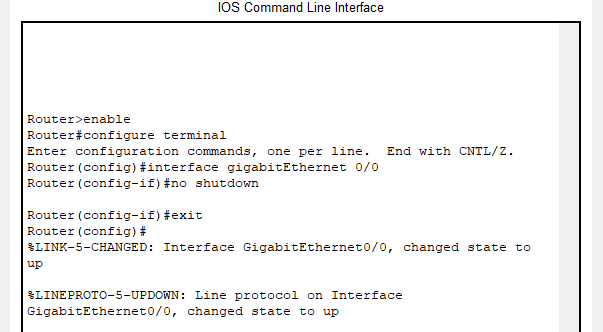 IOS Command Line Interface
Router>enable
Router#configure terminal
Enter configuration commands, one per line.  End with CNTL/Z.
Router(config)#interface gigabitEthernet 0/0
Router(config-if)#no shutdown
Router(config-if)#exit
Router(config)#
%LINK-5-CHANGED: Interface GigabitEthernet0/0, changed state to
up
%LINEPROTO-5-UPDOWN: Line protocol on Interface
GigabitEthernet0/0, changed state to up